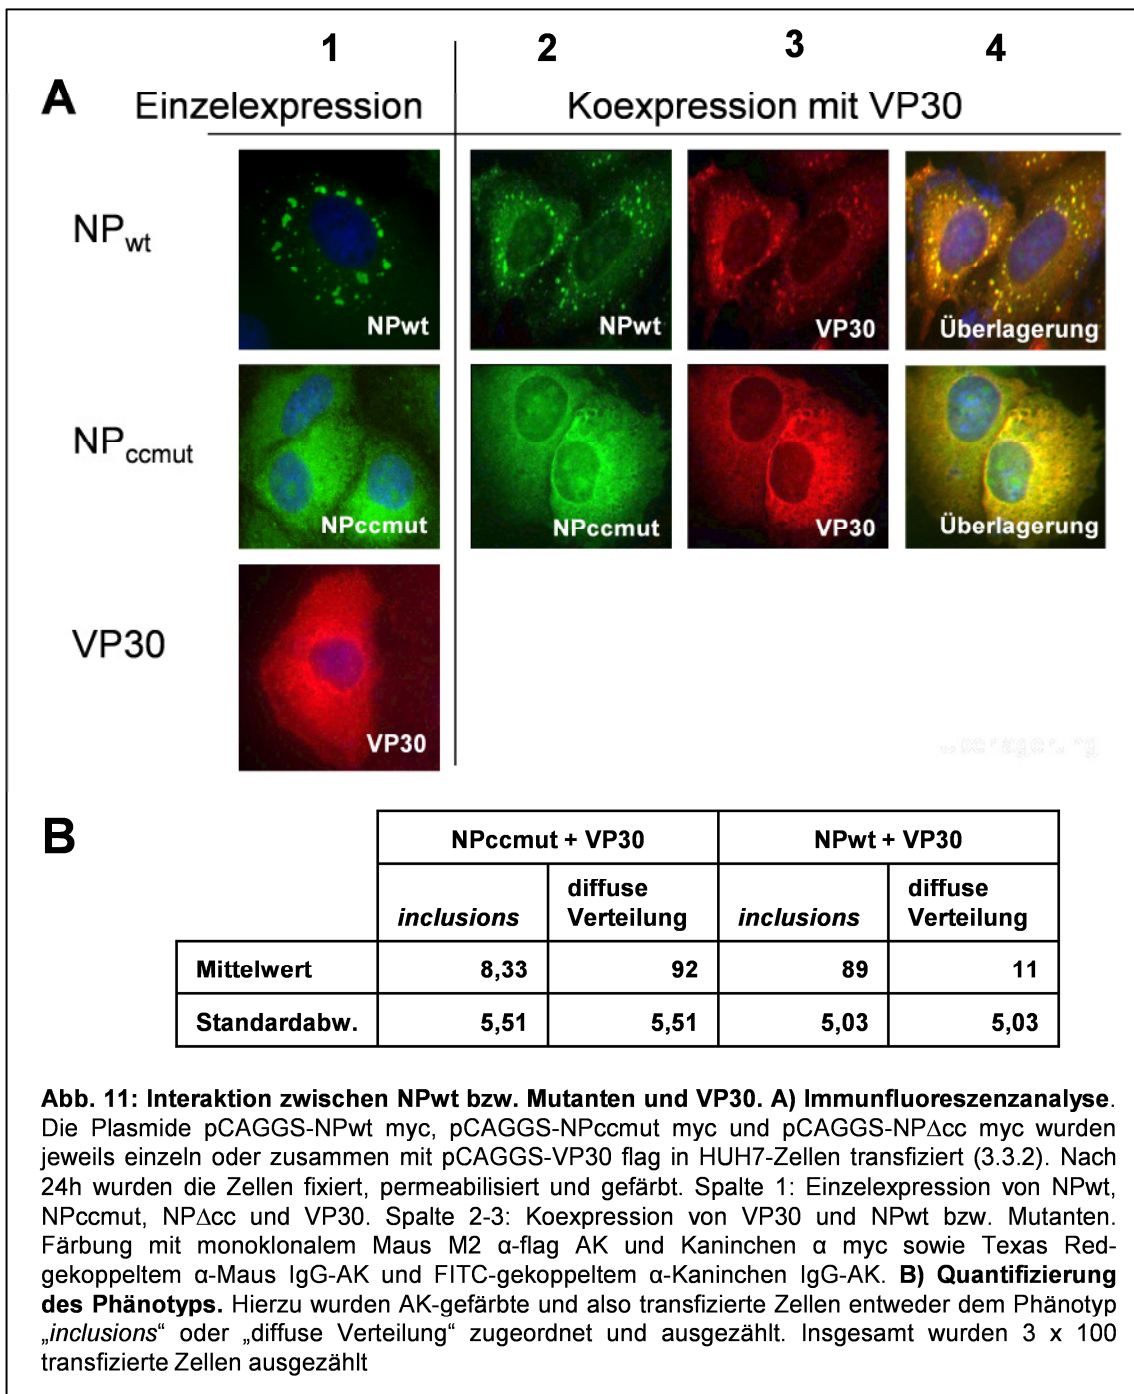 1 2 3 4
A Einzelexpression Koexpression mit VP30
NPwt
NPwt NPwt VP30 Überlagerung
NPccmut
NPccmut NPccmut VP30 Überlagerung
VP30
VP30
B
NPccmut + VP30 NPwt + VP30
inclusions diffuse Verteilung inclusions diffuse Verteilung
Mittelwert 8,33 92 89 11
Standardabw. 5,51 5,51 5,03 5,03
Abb. 11: Interaktion zwischen NPwt bzw. Mutanten und VP30. A) Immunfluoreszenzanalyse.
Die Plasmide pCAGGS-NPwt myc, pCAGGS-NPccmut myc und pCAGGS-NP∆cc myc wurden
jeweils einzeln oder zusammen mit pCAGGS-VP30 flag in HUH7-Zellen transfiziert (3.3.2). Nach
24h wurden die Zellen fixiert, permeabilisiert und gefärbt. Spalte 1: Einzelexpression von NPwt,
NPccmut, NP∆cc und VP30. Spalte 2-3: Koexpression von VP30 und NPwt bzw. Mutanten.
Färbung mit monoklonalem Maus M2 α-flag AK und Kaninchen α myc sowie Texas Red-
gekoppeltem α-Maus IgG-AK und FITC-gekoppeltem α-Kaninchen IgG-AK. B) Quantifizierung
des Phänotyps. Hierzu wurden AK-gefärbte und also transfizierte Zellen entweder dem Phänotyp
„inclusions“ oder „diffuse Verteilung“ zugeordnet und ausgezählt. Insgesamt wurden 3 x 100
transfizierte Zellen ausgezählt